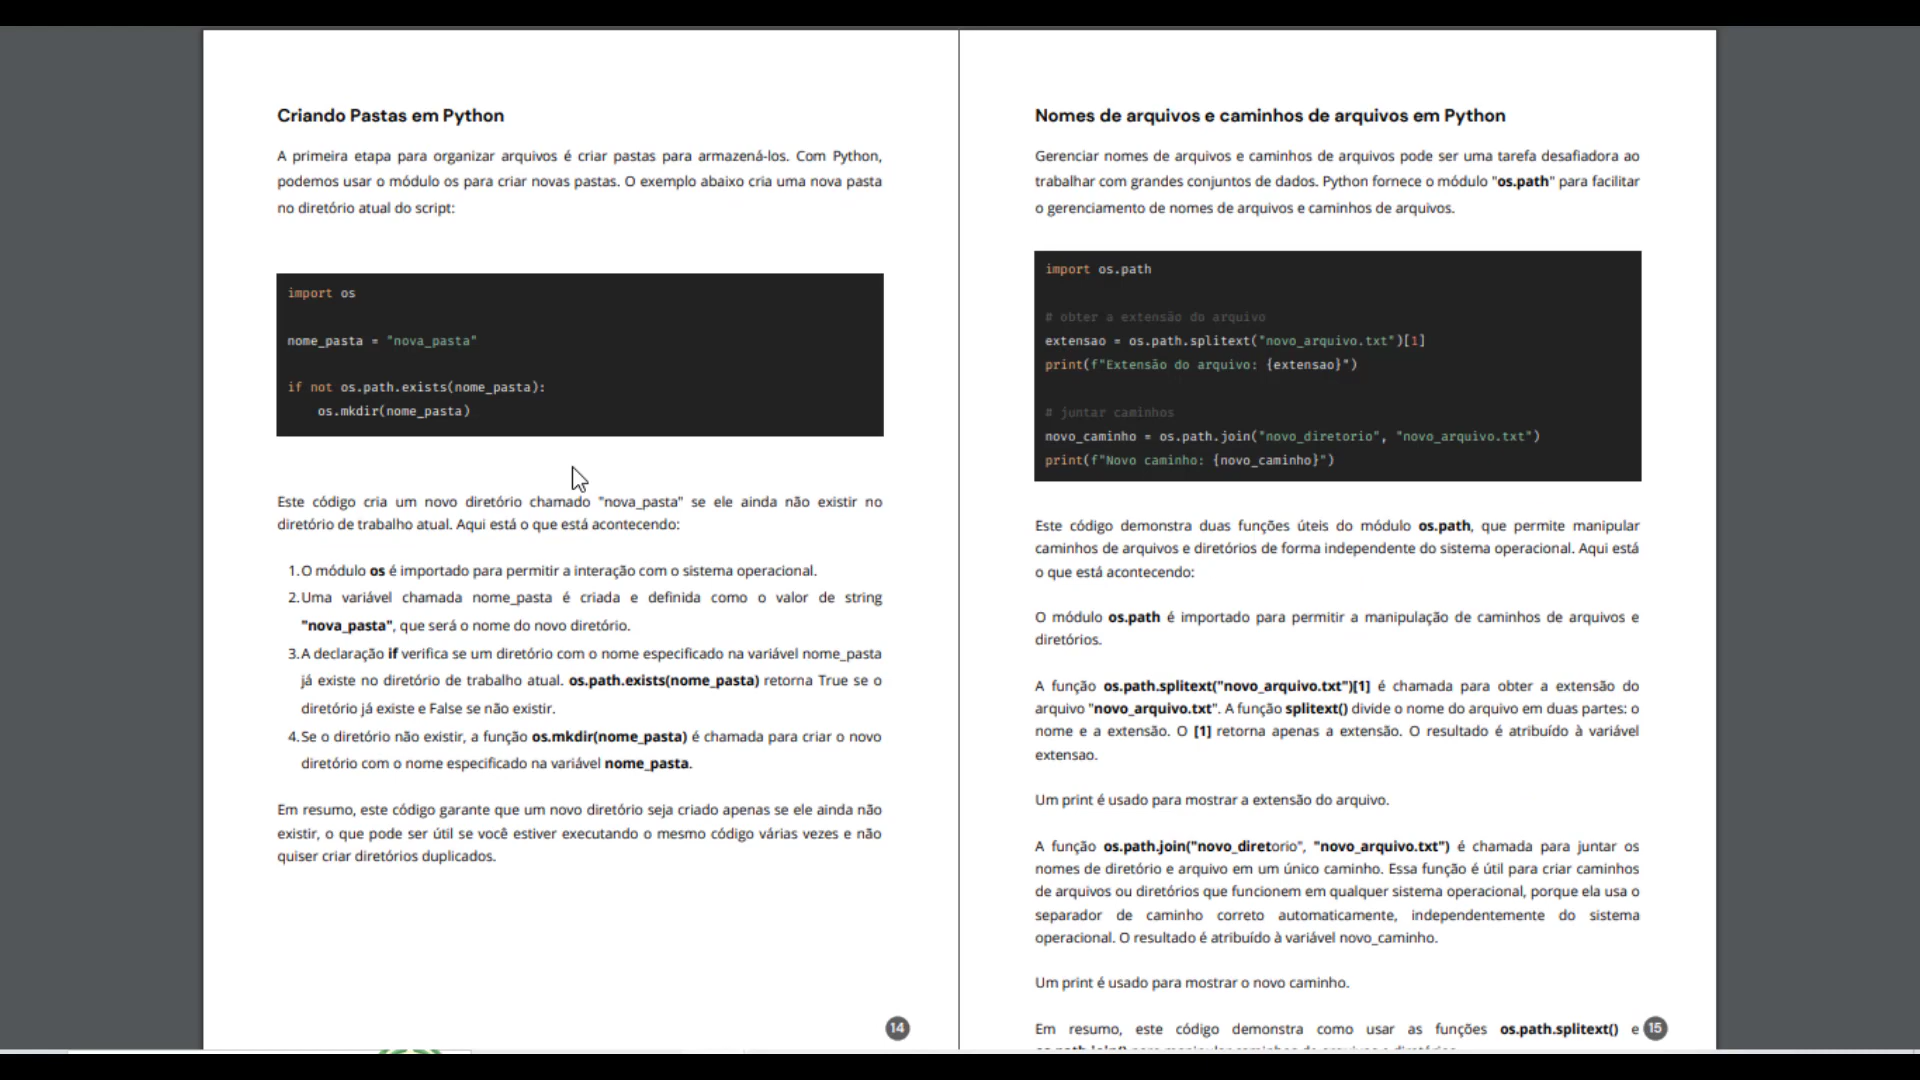 Criando Pastas em Python
A primeira etapa para organizar arquivos é criar pastas para armazená-los. Com Python,
podemos usar o módulo os para criar novas pastas. O exemplo abaixo cria uma nova pasta
no diretório atual do script:
import os
nome_pasta = "nova_pasta"
if not os.path.exists(nome_pasta):
    os.mkdir(nome_pasta)
Este código cria um novo diretório chamado "nova_pasta" se ele ainda não existir no
diretório de trabalho atual. Aqui está o que está acontecendo:
1.O módulo os é importado para permitir a interação com o sistema operacional.
2.Uma variável chamada nome_pasta é criada e definida como o valor de string
"nova_pasta", que será o nome do novo diretório.
3.A declaração if verifica se um diretório com o nome especificado na variável nome_pasta
já existe no diretório de trabalho atual. os.path.exists(nome_pasta) retorna True se o
diretório já existe e False se não existir.
4.Se o diretório não existir, a função os.mkdir(nome_pasta) é chamada para criar o novo
diretório com o nome especificado na variável nome_pasta.
Em resumo, este código garante que um novo diretório seja criado apenas se ele ainda não
existir, o que pode ser útil se você estiver executando o mesmo código várias vezes e não
quiser criar diretórios duplicados.
14
Nomes de arquivos e caminhos de arquivos em Python
Gerenciar nomes de arquivos e caminhos de arquivos pode ser uma tarefa desafiadora ao
trabalhar com grandes conjuntos de dados. Python fornece o módulo "os.path" para facilitar
o gerenciamento de nomes de arquivos e caminhos de arquivos.
import os.path
# obter a extensão do arquivo
extensao = os.path.splitext("novo_arquivo.txt")[1]
print(f"Extensão do arquivo: {extensao}")
# juntar caminhos
novo_caminho = os.path.join("novo_diretorio", "novo_arquivo.txt")
print(f"Novo caminho: {novo_caminho}")
Este código demonstra duas funções úteis do módulo os.path, que permite manipular
caminhos de arquivos e diretórios de forma independente do sistema operacional. Aqui está
o que está acontecendo:
O módulo os.path é importado para permitir a manipulação de caminhos de arquivos e
diretórios.
A função os.path.splitext("novo_arquivo.txt")[1] é chamada para obter a extensão do
arquivo "novo_arquivo.txt". A função splitext() divide o nome do arquivo em duas partes: o
nome e a extensão. O [1] retorna apenas a extensão. O resultado é atribuído à variável
extensao.
Um print é usado para mostrar a extensão do arquivo.
A função os.path.join("novo_diretorio", "novo_arquivo.txt") é chamada para juntar os
nomes de diretório e arquivo em um único caminho. Essa função é útil para criar caminhos
de arquivos ou diretórios que funcionem em qualquer sistema operacional, porque ela usa o
separador de caminho correto automaticamente, independentemente do sistema
operacional. O resultado é atribuído à variável novo_caminho.
Um print é usado para mostrar o novo caminho.
Em resumo, este código demonstra como usar as funções os.path.splitext() e
15